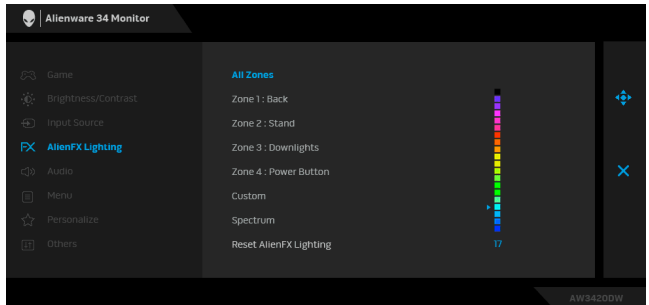 Alienware 34 Monitor
Game
Brightness/Contrast
Input Source
FX AlienFX Lighting
Audio
Menu
Personalize
Others
All Zones
Zone 1 : Back
Zone 2 : Stand
Zone 3 : Downlights
Zone 4 : Power Button
Custom
Spectrum
Reset AlienFX Lighting
17
AW3420DW